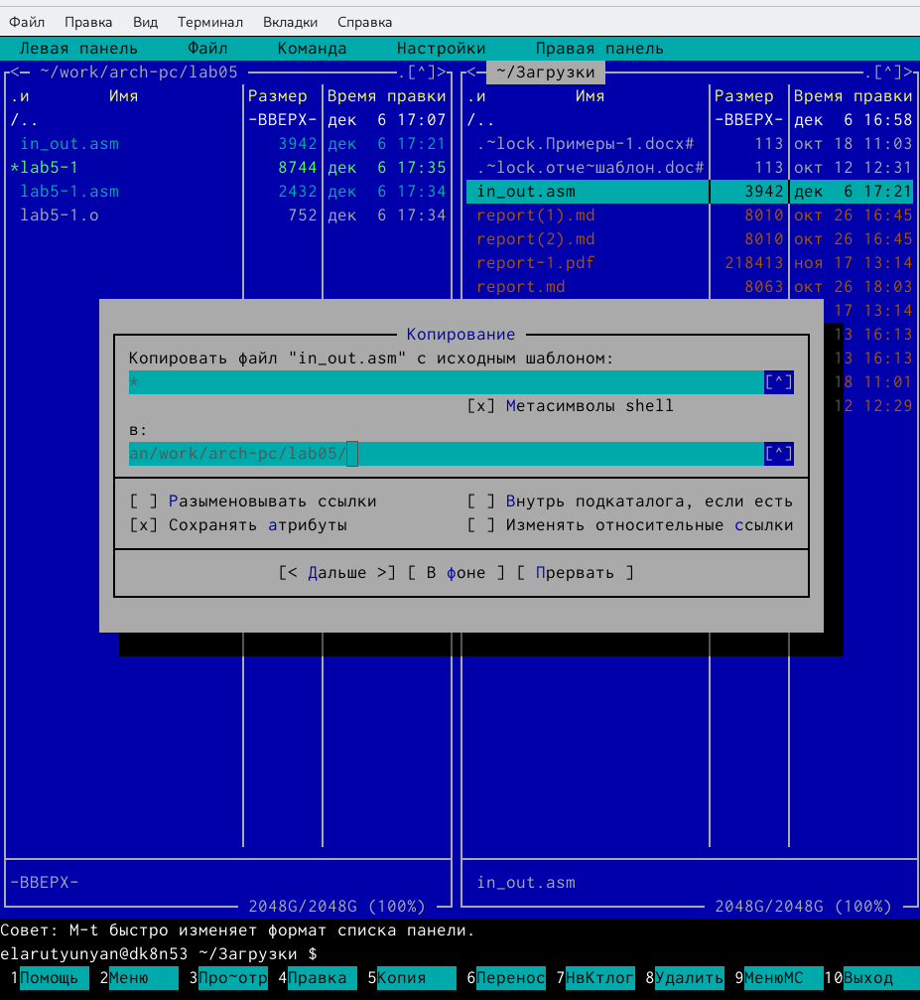 Файл Правка Вид Терминал Вкладки Справка
Левая панель Файл Команда Настройки Правая панель
<─ ~/work/arch-pc/lab05 .[^]> <─ ~/Загрузки .[^]>
.и Имя Размер Время правки .и Имя Размер Время правки
/.. -ВВЕРХ- дек 6 17:07 /.. -ВВЕРХ- дек 6 16:58
in_out.asm 3942 дек 6 17:21 .~lock.Примеры-1.docx# 113 окт 18 11:03
*lab5-1 8744 дек 6 17:35 .~lock.отче~шаблон.doc# 113 окт 12 12:31
lab5-1.asm 2432 дек 6 17:34 in_out.asm 3942 дек 6 17:21
lab5-1.o 752 дек 6 17:34 report(1).md 8010 окт 26 16:45
report(2).md 8010 окт 26 16:45
report-1.pdf 218413 ноя 17 13:14
report.md 8063 окт 26 18:03
17 13:14
Копирование 13 16:13
Копировать файл "in_out.asm" с исходным шаблоном: 13 16:13
* [^] 18 11:01
[x] Метасимволы shell 12 12:29
в:
an/work/arch-pc/lab05/ [^]
[ ] Разыменовывать ссылки [ ] Внутрь подкаталога, если есть
[x] Сохранять атрибуты [ ] Изменять относительные ссылки
[< Дальше >] [ В фоне ] [ Прервать ]
-ВВЕРХ- in_out.asm
2048G/2048G (100%) 2048G/2048G (100%)
Совет: M-t быстро изменяет формат списка панели.
elarutyunyan@dk8n53 ~/Загрузки $
1Помощь 2Меню 3Про~отр 4Правка 5Копия 6Перенос 7НвКтлог 8Удалить 9МенюМС 10Выход